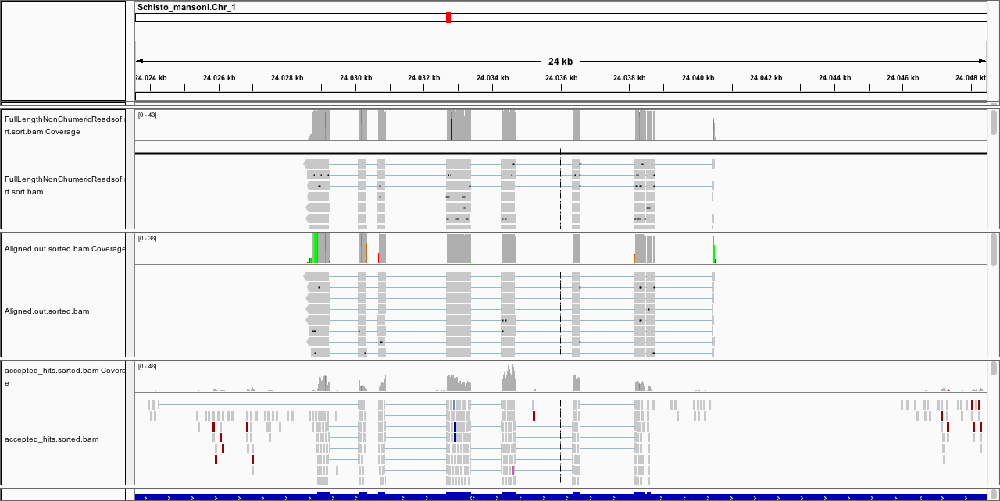 Schisto_mansoni.Chr_1
24 kb
24.024 kb 24.026 kb 24.028 kb 24.030 kb 24.032 kb 24.034 kb 24.036 kb 24.038 kb 24.040 kb 24.042 kb 24.044 kb 24.046 kb 24.048 kb
FullLengthNonChumericReadsofI
rt.sort.bam Coverage
[0 - 43]
FullLengthNonChumericReadsofI
rt.sort.bam
[0 - 36]
Aligned.out.sorted.bam Coverage
Aligned.out.sorted.bam
[0 - 46]
accepted_hits.sorted.bam Covera
e
accepted_hits.sorted.bam